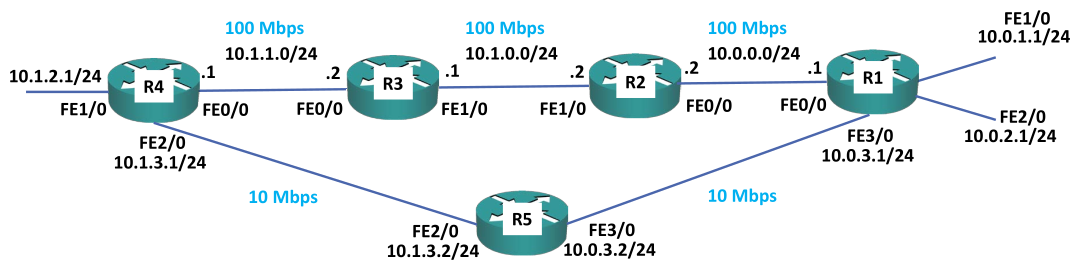 100 Mbps
100 Mbps
100 Mbps
FE1/0
10.0.1.1/24
10.1.1.0/24
10.1.0.0/24
10.0.0.0/24
10.1.2.1/24
R4
.1
.2
R3
.1
.2
R2
.2
.1
R1
FE1/0
FE0/0
FE0/0
FE1/0
FE1/0
FE0/0
FE0/0
FE2/0
10.0.2.1/24
FE2/0
10.1.3.1/24
FE3/0
10.0.3.1/24
10 Mbps
10 Mbps
R5
FE2/0
10.1.3.2/24
FE3/0
10.0.3.2/24